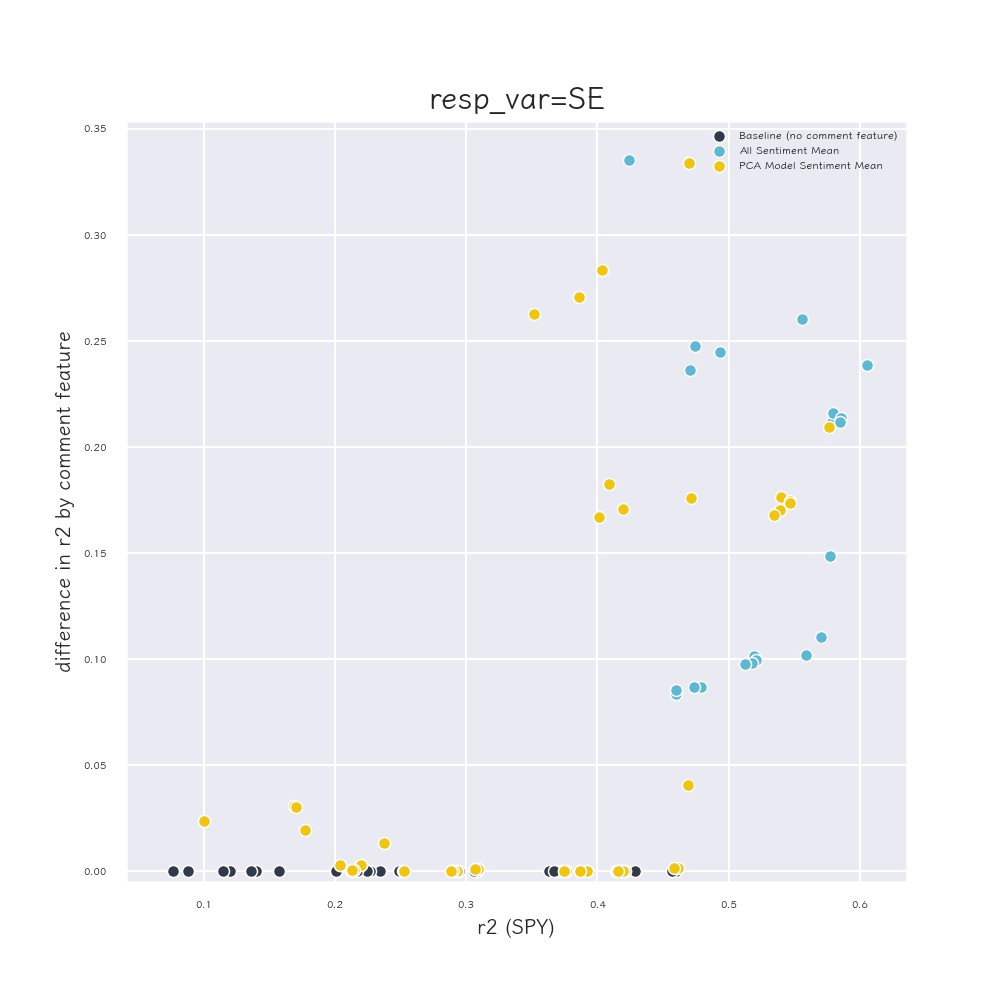 resp_var=SE
Baseline (no comment feature)
All Sentiment Mean
PCA Model Sentiment Mean
difference in r2 by comment feature
0.35
0.30
0.25
0.20
0.15
0.10
0.05
0.00
0.1 0.2 0.3 0.4 0.5 0.6
r2 (SPY)